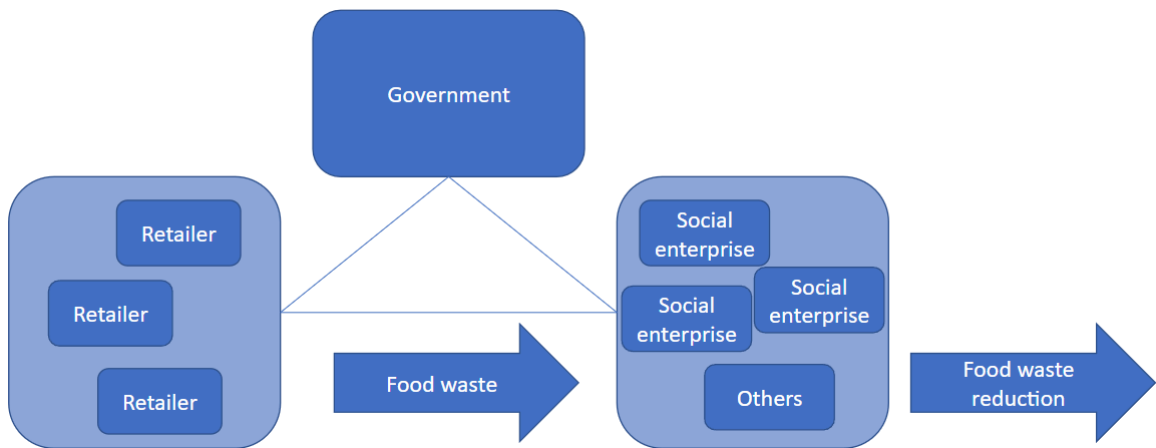 Government
Retailer
Retailer
Retailer
Food waste
Social
enterprise
Social
enterprise
Social
enterprise
Others
Food waste
reduction